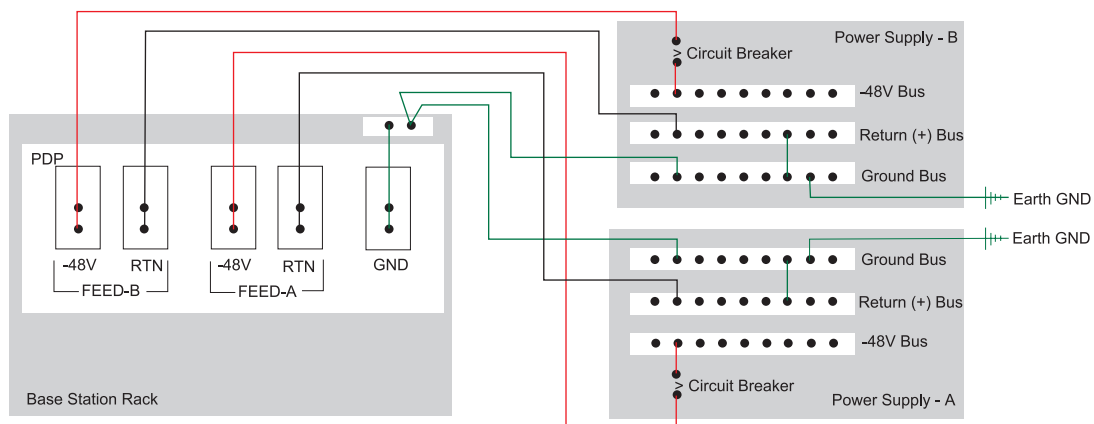 Power Supply - B
Circuit Breaker
-48V Bus
Return (+) Bus
Ground Bus
Earth GND
PDP
-48V
RTN
-48V
RTN
GND
FEED-B
FEED-A
Earth GND
Ground Bus
Return (+) Bus
-48V Bus
Circuit Breaker
Power Supply - A
Base Station Rack